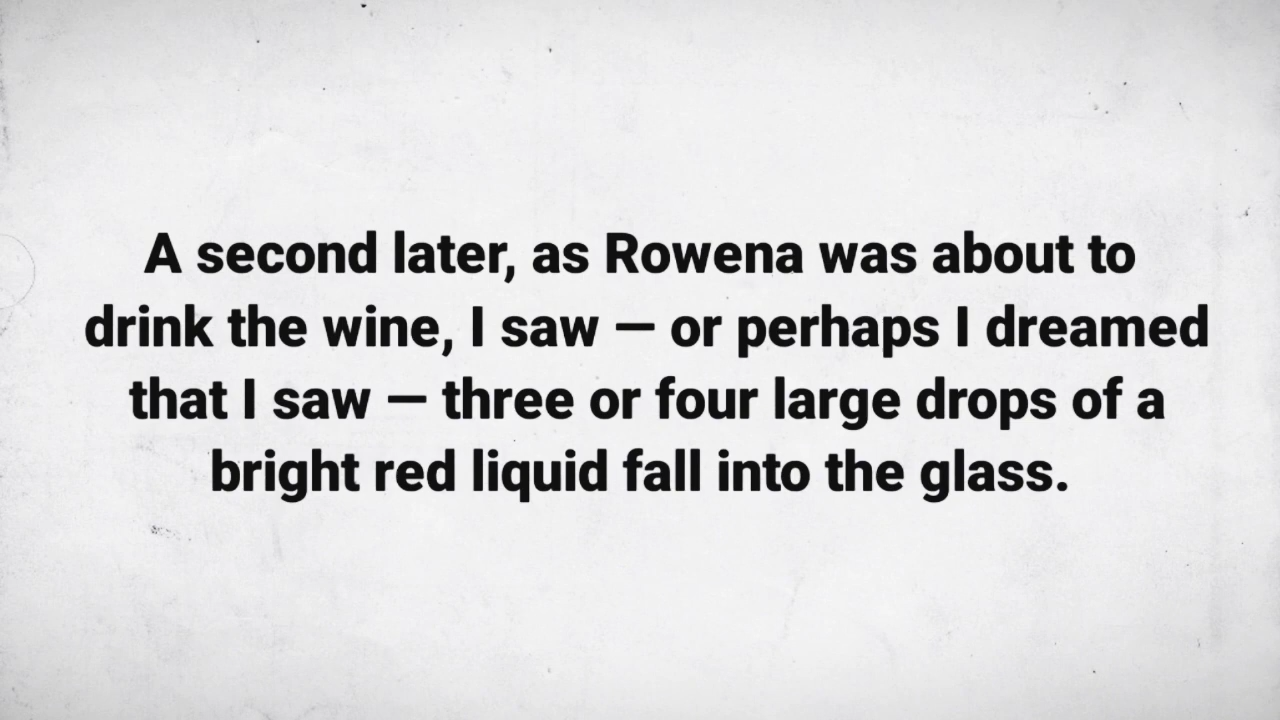 A second later, as Rowena was about to
drink the wine, I saw — or perhaps I dreamed
that I saw — three or four large drops of a
bright red liquid fall into the glass.